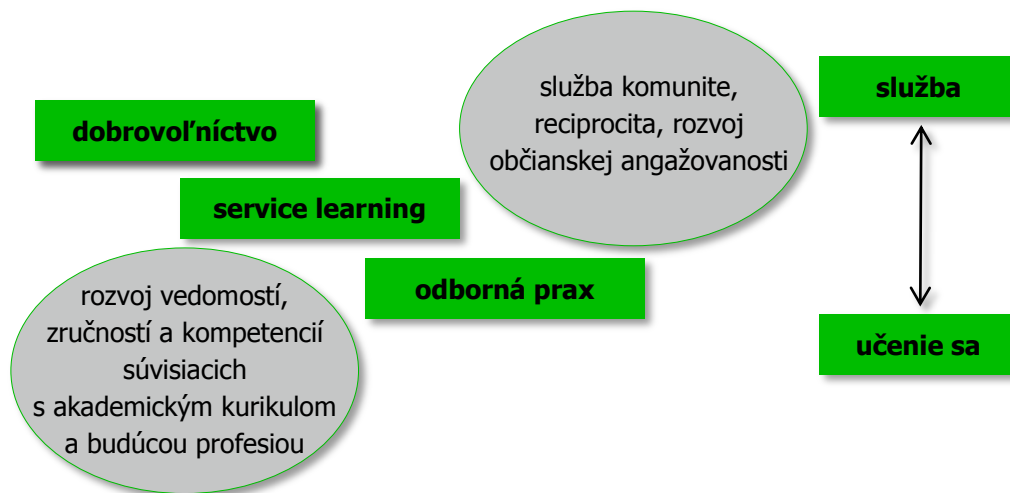 služba komunite,
reciprocita, rozvoj
občianskej angažovanosti
služba
dobrovoľníctvo
service learning
odborná prax
rozvoj vedomostí,
zručností a kompetencií
súvisiacich
s akademickým kurikulom
a budúcou profesiou
učenie sa